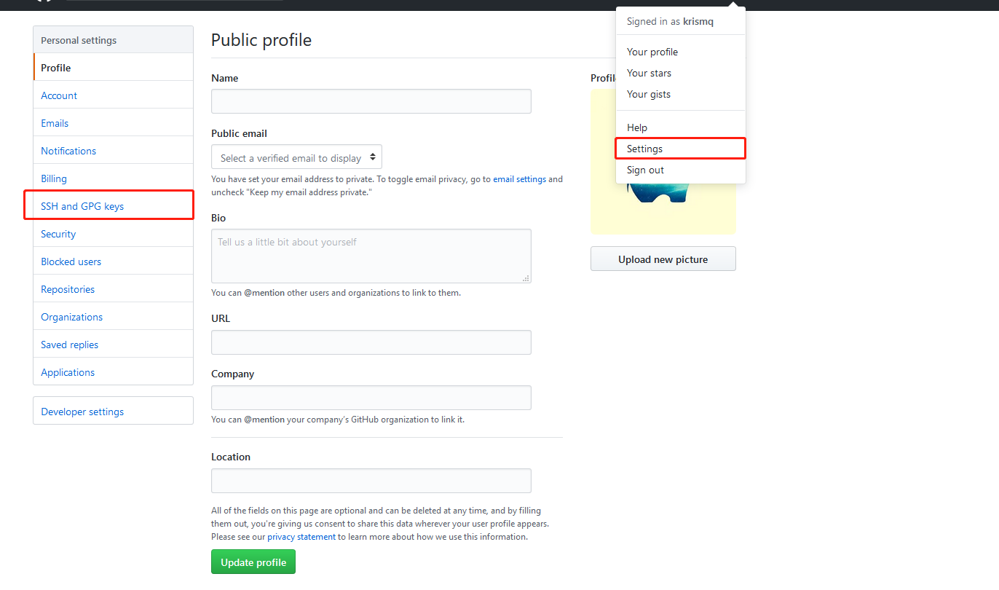 Personal settings
Profile
Account
Emails
Notifications
Billing
SSH and GPG keys
Security
Blocked users
Repositories
Organizations
Saved replies
Applications
Developer settings
Public profile
Name
Public email
Select a verified email to display
You have set your email address to private. To toggle email privacy, go to email settings and
uncheck "Keep my email address private."
Bio
Tell us a little bit about yourself
You can @mention other users and organizations to link to them.
URL
Company
You can @mention your company's GitHub organization to link it.
Location
All of the fields on this page are optional and can be deleted at any time, and by filling
them out, you're giving us consent to share this data wherever your user profile appears.
Please see our privacy statement to learn more about how we use this information.
Update profile
Signed in as krismq
Your profile
Your stars
Your gists
Help
Settings
Sign out
Upload new picture